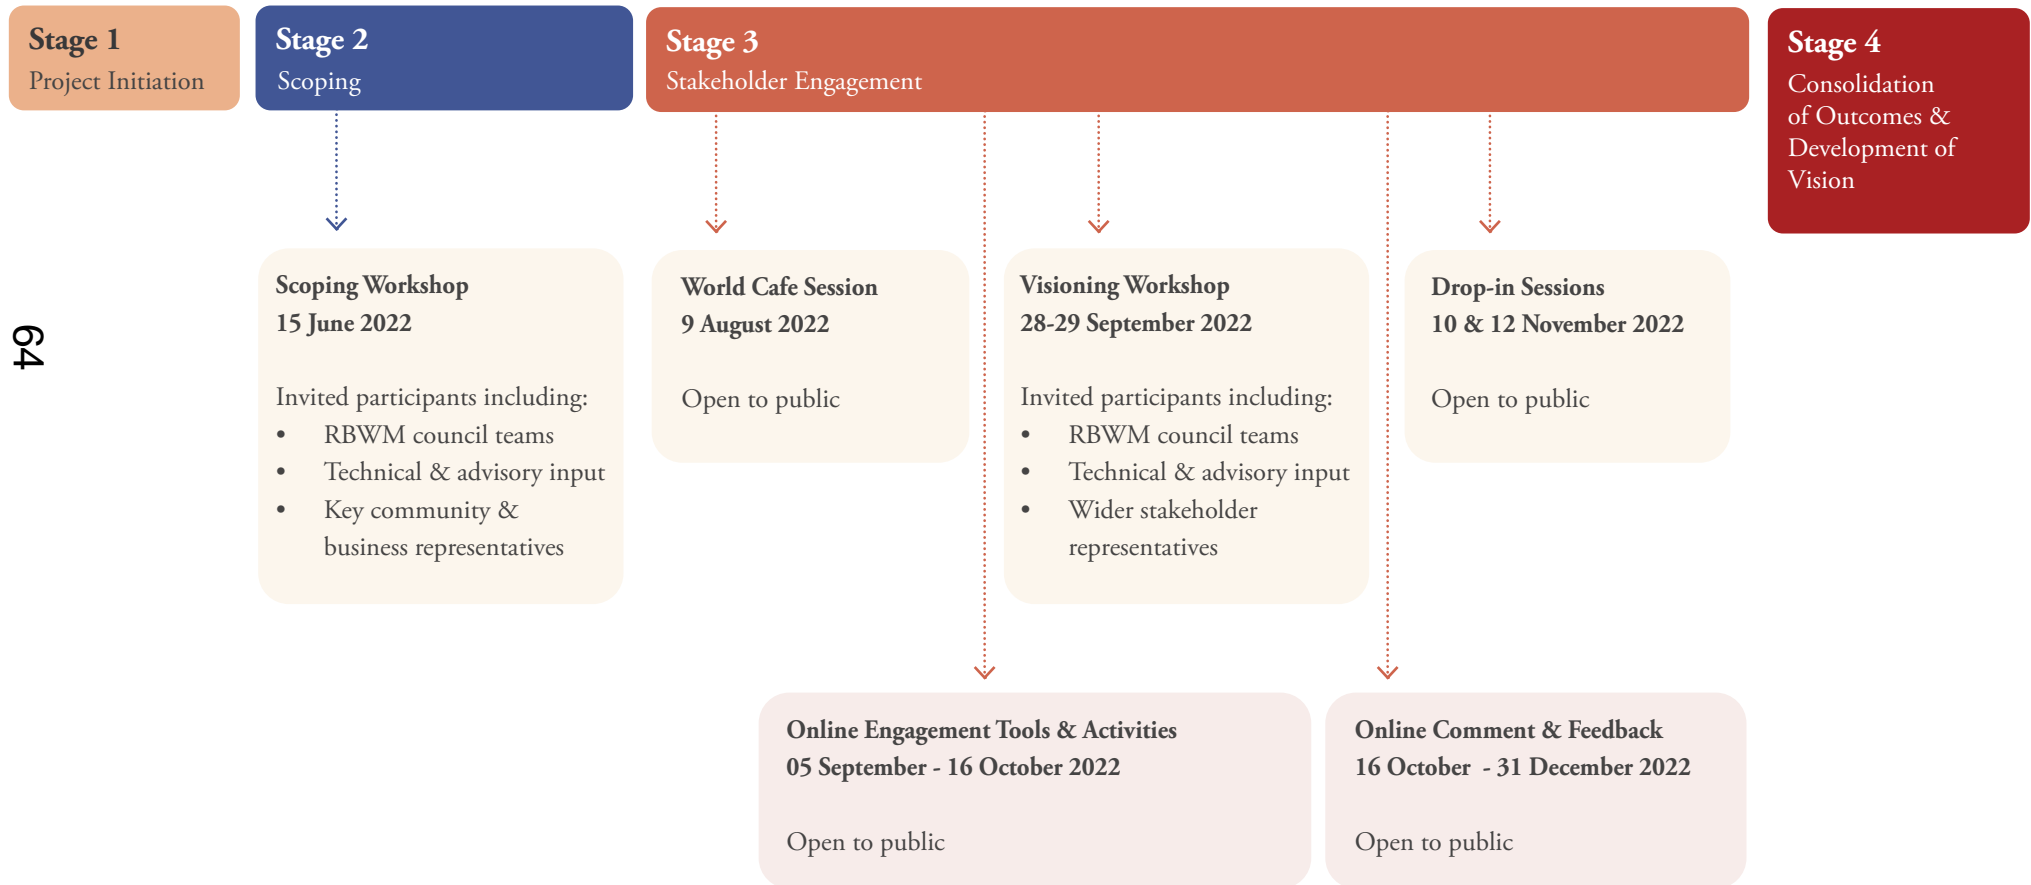 Stage 1
Project Initiation
Stage 2
Scoping
Stage 3
Stakeholder Engagement
Stage 4
Consolidation
of Outcomes &
Development of
Vision
Scoping Workshop
15 June 2022
Invited participants including:
• RBWM council teams
• Technical & advisory input
• Key community &
business representatives
World Cafe Session
9 August 2022
Open to public
Visioning Workshop
28-29 September 2022
Invited participants including:
• RBWM council teams
• Technical & advisory input
• Wider stakeholder
representatives
Drop-in Sessions
10 & 12 November 2022
Open to public
Online Engagement Tools & Activities
05 September - 16 October 2022
Open to public
Online Comment & Feedback
16 October - 31 December 2022
Open to public
64